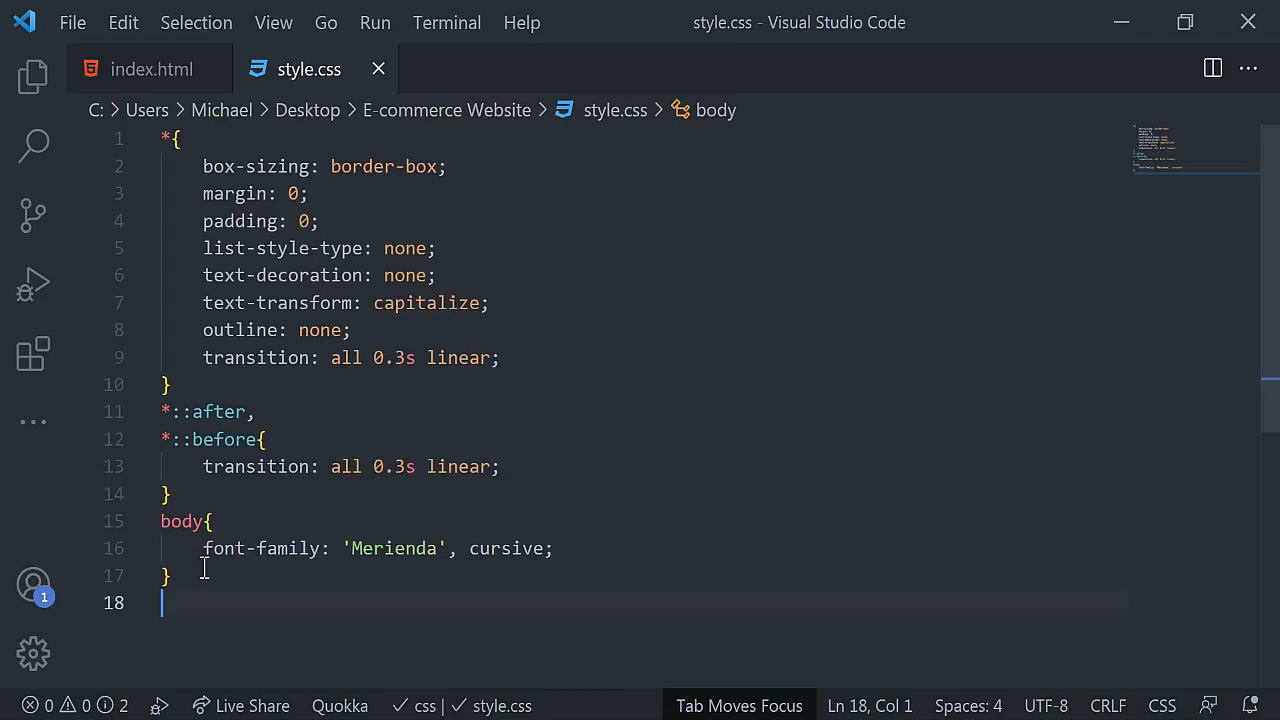 File Edit Selection View Go Run Terminal Help style.css - Visual Studio Code
index.html style.css
C: > Users > Michael > Desktop > E-commerce Website > style.css > body
1 *{
2 box-sizing: border-box;
3 margin: 0;
4 padding: 0;
5 list-style-type: none;
6 text-decoration: none;
7 text-transform: capitalize;
8 outline: none;
9 transition: all 0.3s linear;
10 }
11 *::after,
12 *::before{
13 transition: all 0.3s linear;
14 }
15 body{
16 font-family: 'Merienda', cursive;
17 }
18
1
0 0 2 Live Share Quokka css | style.css Tab Moves Focus Ln 18, Col 1 Spaces: 4 UTF-8 CRLF CSS